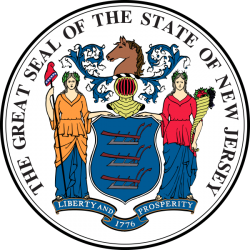 THE GREAT SEAL OF THE STATE OF NEW JERSEY
LIBERTY AND PROSPERITY
1776